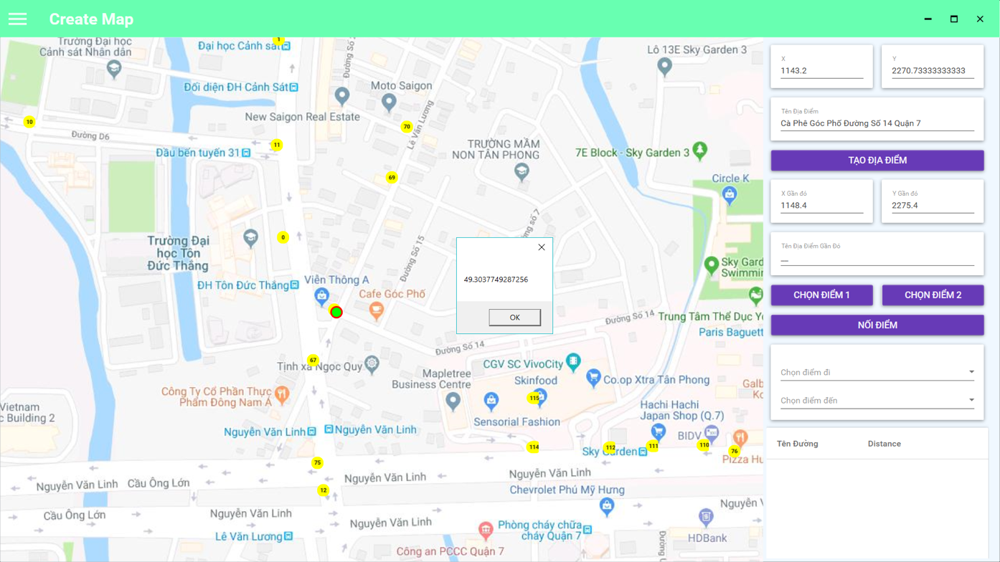 Create Map
1
Trường Đại học
Cảnh sát Nhân dân
Đại học Cảnh sát
Đường Số
Lô 13E Sky Garden 3
Đối diện ĐH Cảnh Sát
Moto Saigon
New Saigon Real Estate
10
70
Lê Văn Lương
Đường D6
11
Đầu bến tuyến 31
TRƯỜNG MẦM
NON TÂN PHONG
7E Block - Sky Garden 3
69
Circle K
Đường số 7
Trường Đại
học Tôn
Đức Thắng
0
Đường Số 15
Sky Gard
Swimmin
ĐH Tôn Đức Thắng
Viễn Thông A
Cafe Góc Phố
Đường Số 14
Trung Tâm Thể Dục
Paris Baguett
Đường Số 14
67
Tịnh xá Ngọc Quy
CGV SC VivoCity
Mapletree
Business Centre
Skinfood
Co.op Xtra Tân Phong
115
Công Ty Cổ Phần Thực
Phẩm Đông Nam Á
Sensorial Fashion
Hachi Hachi
Japan Shop (Q.7)
Vietnam
c Building 2
Nguyễn Văn Linh
Nguyễn Văn Linh
BIDV
114
112
111
110
76
Sky Garden
Pizza Hu
75
Nguyễn Văn Linh
Cầu Ông Lớn
Nguyễn Văn Linh
Nguyễn Văn Linh
12
Chevrolet Phú Mỹ Hưng
Cầu Ông Lớn
Nguyễn Văn Linh
Nguyễn Văn Linh
Nguyễn V
Lê Văn Lương
Phòng cháy chữa
cháy Quận 7
HDBank
Công an PCCC Quận 7
49.3037749287256
OK
X
1143.2
Y
2270.73333333333
Tên Địa Điểm
Cà Phê Góc Phố Đường Số 14 Quận 7
TẠO ĐỊA ĐIỂM
X Gần đó
1148.4
Y Gần đó
2275.4
Tên Địa Điểm Gần Đó
__
CHỌN ĐIỂM 1
CHỌN ĐIỂM 2
NỐI ĐIỂM
Chọn điểm đi
Chọn điểm đến
Tên Đường
Distance